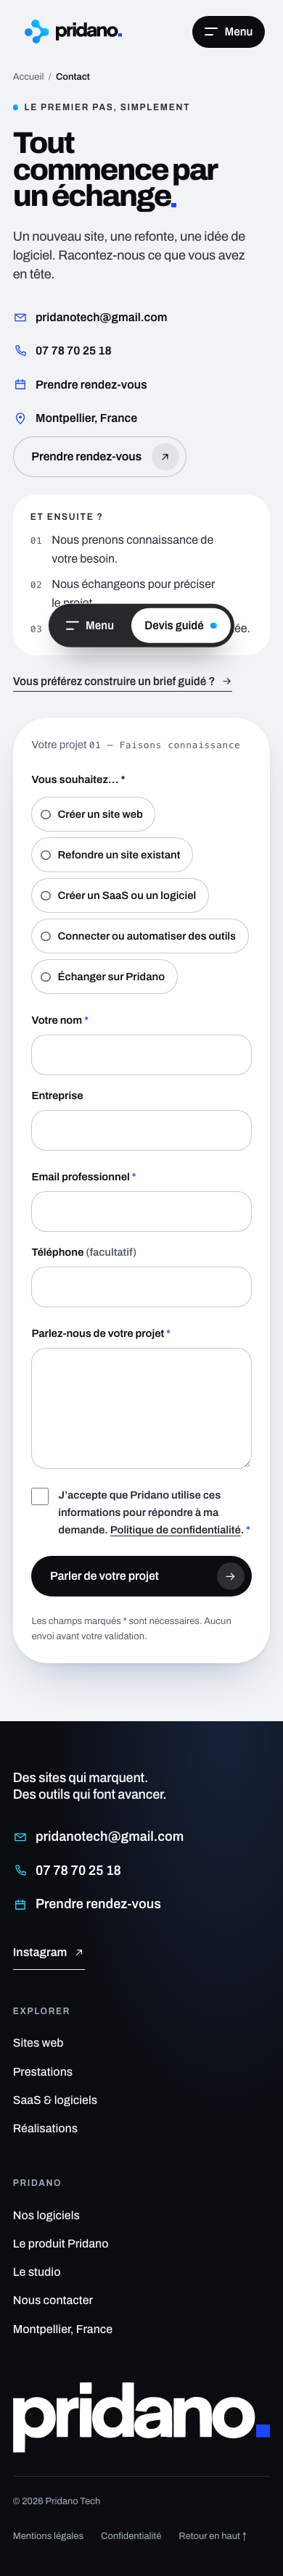 pridano.
Menu
Accueil / Contact
LE PREMIER PAS, SIMPLEMENT
Tout
commence par
un échange.
Un nouveau site, une refonte, une idée de
logiciel. Racontez-nous ce que vous avez
en tête.
pridanotech@gmail.com
07 78 70 25 18
Prendre rendez-vous
Montpellier, France
Prendre rendez-vous
ET ENSUITE ?
01 Nous prenons connaissance de
votre besoin.
02 Nous échangeons pour préciser
Menu
Devis guidé
03
Vous préférez construire un brief guidé ? →
Votre projet 01 — Faisons connaissance
Vous souhaitez… *
Créer un site web
Refondre un site existant
Créer un SaaS ou un logiciel
Connecter ou automatiser des outils
Échanger sur Pridano
Votre nom *
Entreprise
Email professionnel *
Téléphone (facultatif)
Parlez-nous de votre projet *
J’accepte que Pridano utilise ces
informations pour répondre à ma
demande. Politique de confidentialité. *
Parler de votre projet →
Les champs marqués * sont nécessaires. Aucun
envoi avant votre validation.
Des sites qui marquent.
Des outils qui font avancer.
pridanotech@gmail.com
07 78 70 25 18
Prendre rendez-vous
Instagram ↗
EXPLORER
Sites web
Prestations
SaaS & logiciels
Réalisations
PRIDANO
Nos logiciels
Le produit Pridano
Le studio
Nous contacter
Montpellier, France
pridano.
© 2026 Pridano Tech
Mentions légales Confidentialité Retour en haut ↑